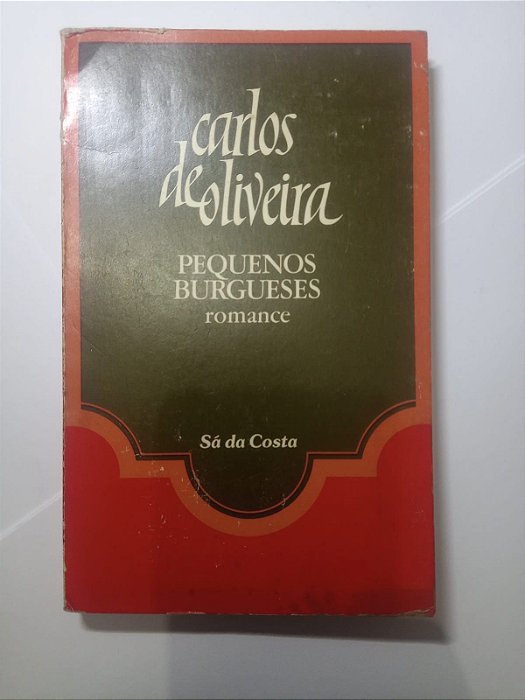 carlos
de oliveira
PEQUENOS
BURGUESES
romance
Sá da Costa